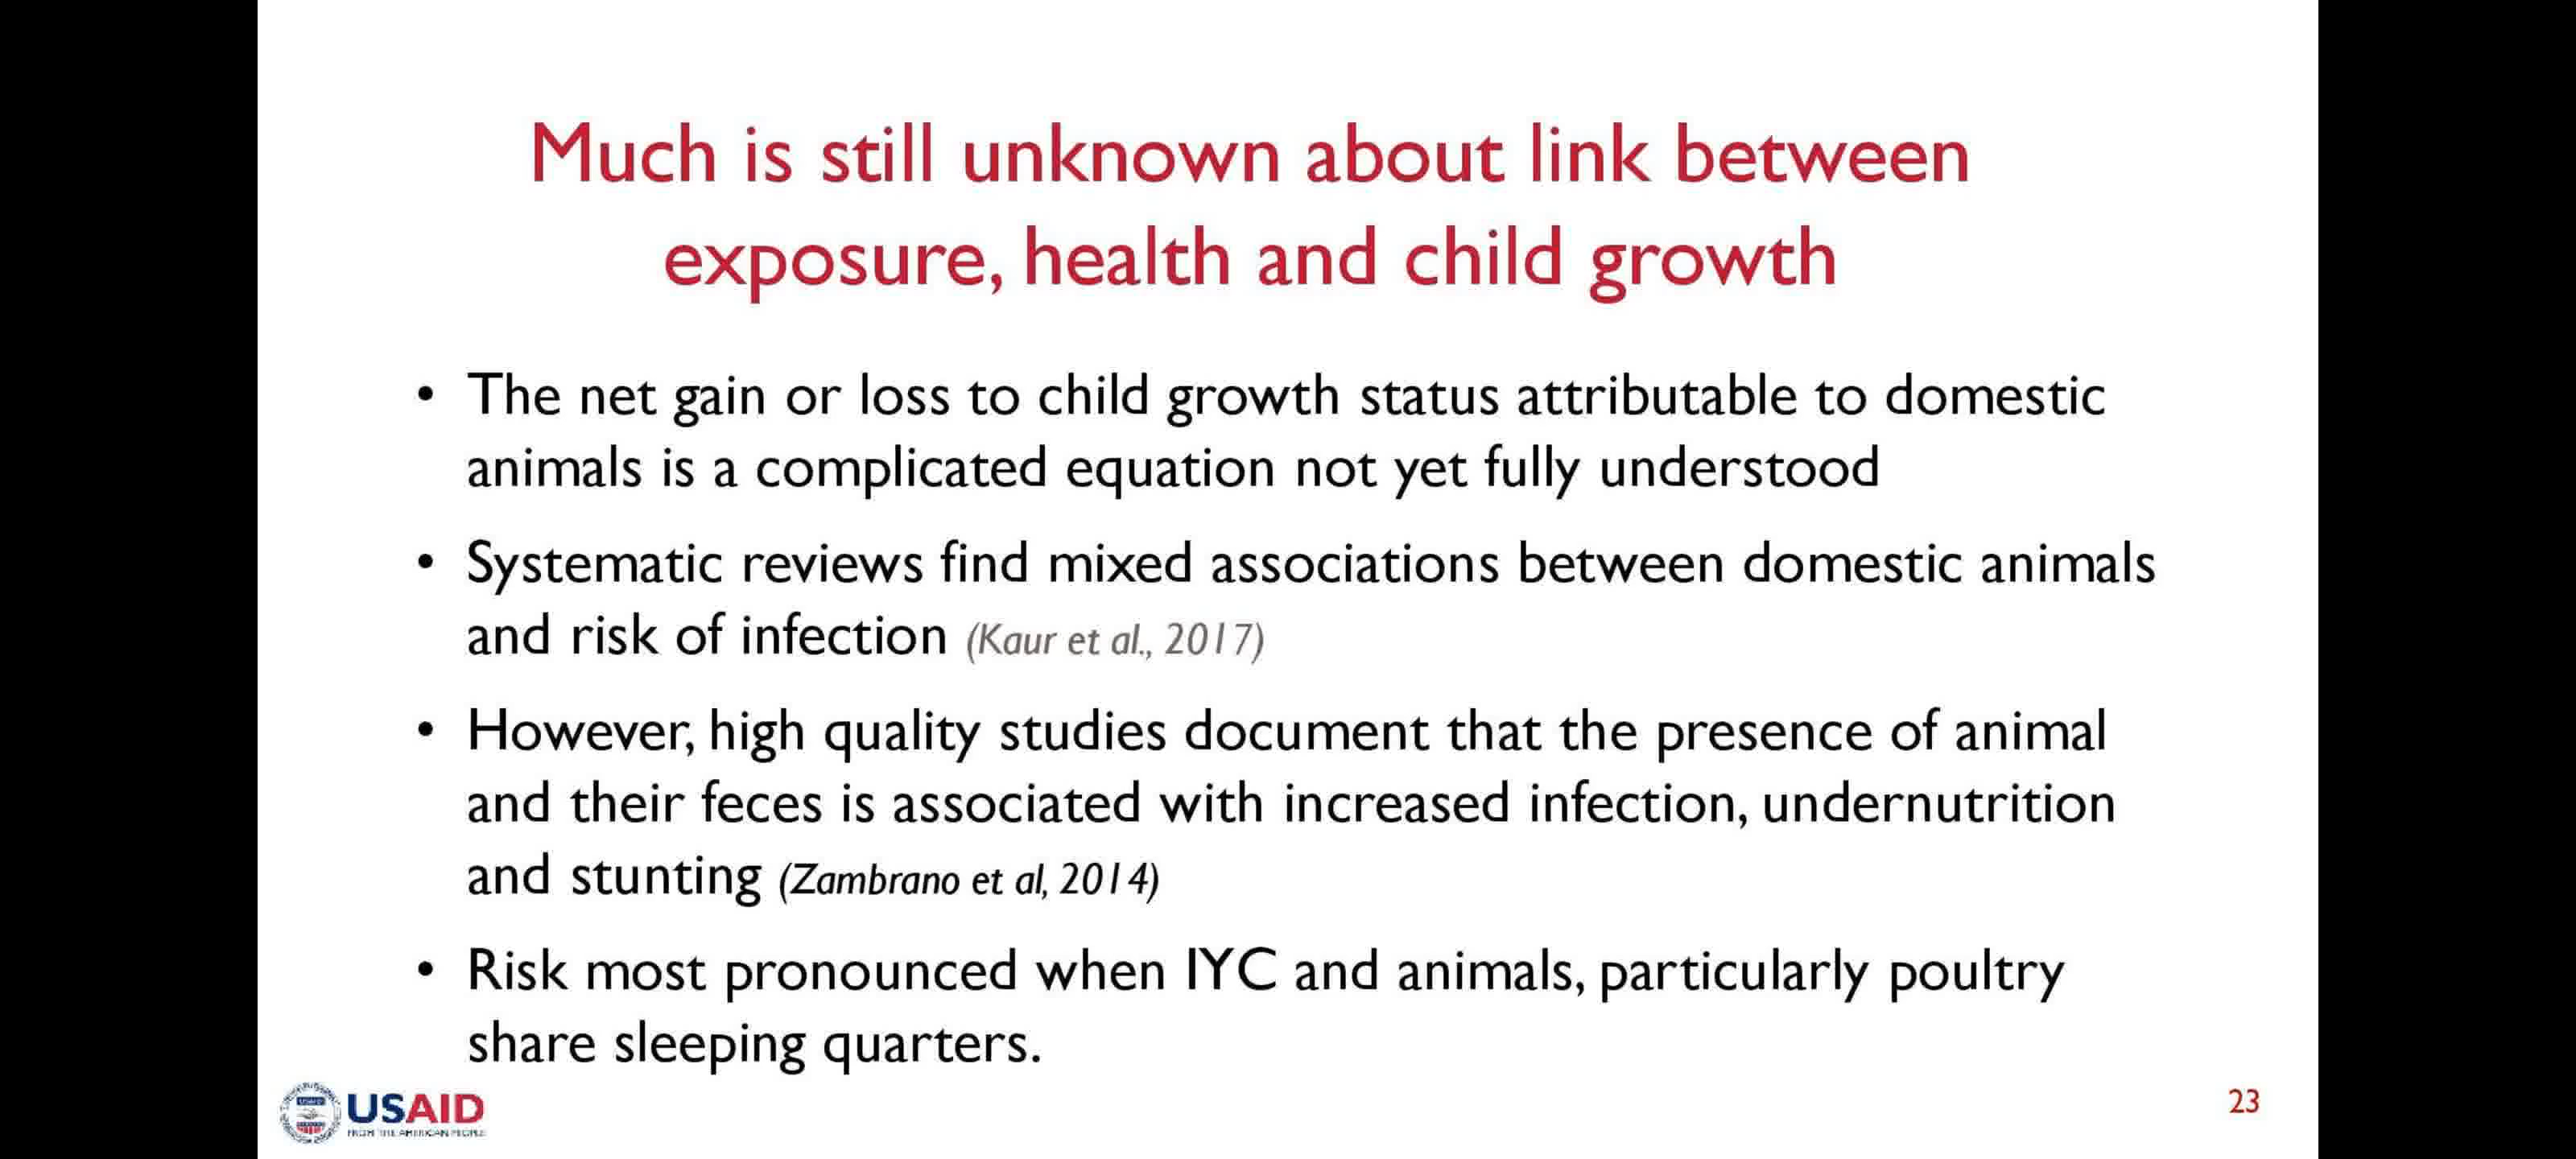 Much is still unknown about link between
exposure, health and child growth
• The net gain or loss to child growth status attributable to domestic
animals is a complicated equation not yet fully understood
• Systematic reviews find mixed associations between domestic animals
and risk of infection (Kaur et al., 2017)
• However, high quality studies document that the presence of animal
and their feces is associated with increased infection, undernutrition
and stunting (Zambrano et al, 2014)
• Risk most pronounced when IYC and animals, particularly poultry
share sleeping quarters.
USAID
FROM THE AMERICAN PEOPLE
23